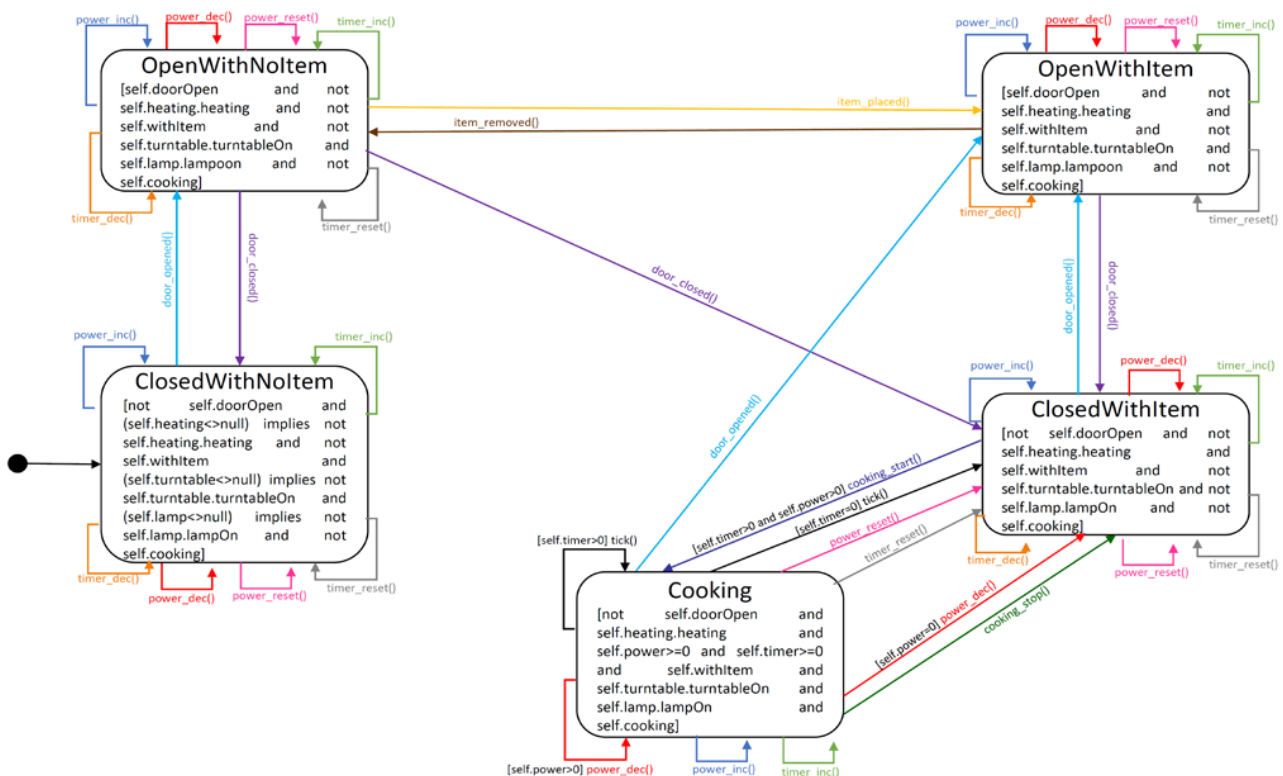 power_inc()
power_dec()
power_reset()
timer_inc()
OpenWithNoItem
[self.doorOpen and not
self.heating.heating and not
self.withItem and not
self.turntable.turntableOn and
self.lamp.lampoon and not
self.cooking]
timer_dec()
timer_reset()
item_placed()
item_removed()
power_inc()
power_dec()
power_reset()
timer_inc()
OpenWithItem
[self.doorOpen and not
self.heating.heating and
self.withItem and not
self.turntable.turntableOn and
self.lamp.lampoon and not
self.cooking]
timer_dec()
timer_reset()
door_opened()
door_closed()
door_closed()
door_opened()
door_opened()
door_closed()
power_inc()
timer_inc()
ClosedWithNoItem
[not self.doorOpen and
(self.heating<>null) implies not
self.heating.heating and not
self.withItem and
(self.turntable<>null) implies not
self.turntable.turntableOn and
(self.lamp<>null) implies not
self.lamp.lampOn and not
self.cooking]
timer_dec()
power_dec()
power_reset()
timer_reset()
power_inc()
power_dec()
timer_inc()
ClosedWithItem
[not self.doorOpen and not
self.heating.heating and
self.withItem and not
self.turntable.turntableOn and not
self.lamp.lampOn and not
self.cooking]
timer_dec()
power_reset()
timer_reset()
[self.timer>0 and self.power>0] cooking_start()
[self.timer=0] tick()
power_reset()
timer_reset()
[self.power=0] power_dec()
cooking_stop()
[self.timer>0] tick()
Cooking
[not self.doorOpen and
self.heating.heating and
self.power>=0 and self.timer>=0
and self.withItem and
self.turntable.turntableOn and
self.lamp.lampOn and
self.cooking]
[self.power>0] power_dec()
power_inc()
timer_inc()